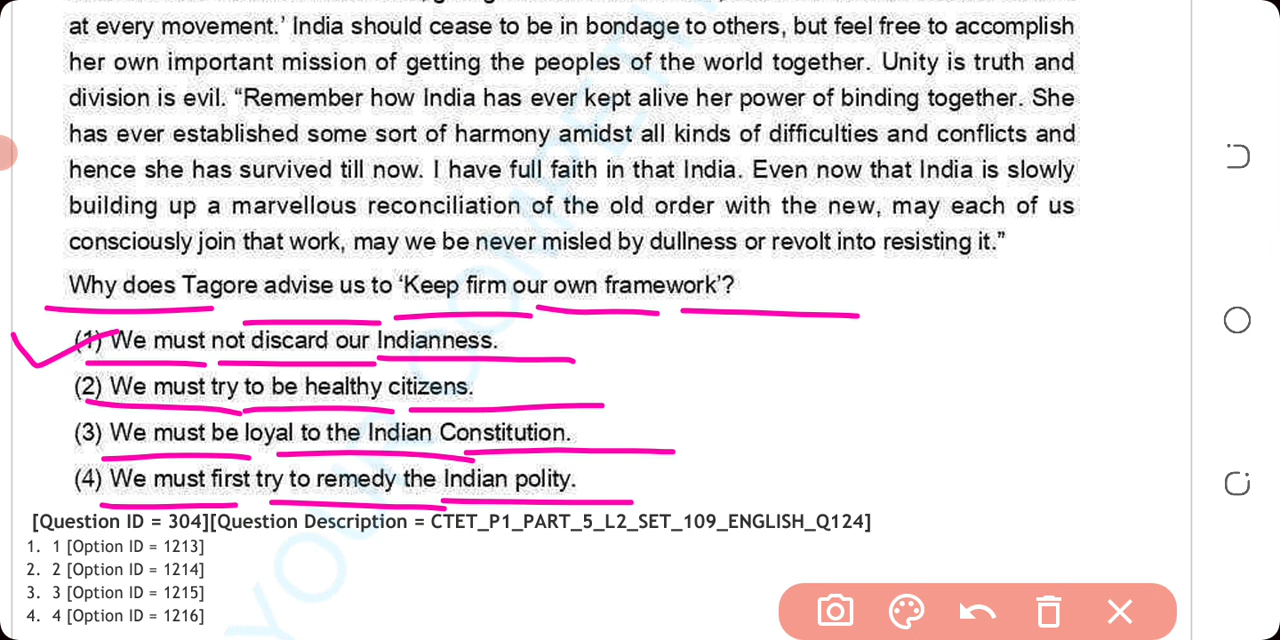 at every movement.’ India should cease to be in bondage to others, but feel free to accomplish
her own important mission of getting the peoples of the world together. Unity is truth and
division is evil. “Remember how India has ever kept alive her power of binding together. She
has ever established some sort of harmony amidst all kinds of difficulties and conflicts and
hence she has survived till now. I have full faith in that India. Even now that India is slowly
building up a marvellous reconciliation of the old order with the new, may each of us
consciously join that work, may we be never misled by dullness or revolt into resisting it.”
Why does Tagore advise us to ‘Keep firm our own framework’?
(1) We must not discard our Indianness.
(2) We must try to be healthy citizens.
(3) We must be loyal to the Indian Constitution.
(4) We must first try to remedy the Indian polity.
[Question ID = 304][Question Description = CTET_P1_PART_5_L2_SET_109_ENGLISH_Q124]
1. 1 [Option ID = 1213]
2. 2 [Option ID = 1214]
3. 3 [Option ID = 1215]
4. 4 [Option ID = 1216]